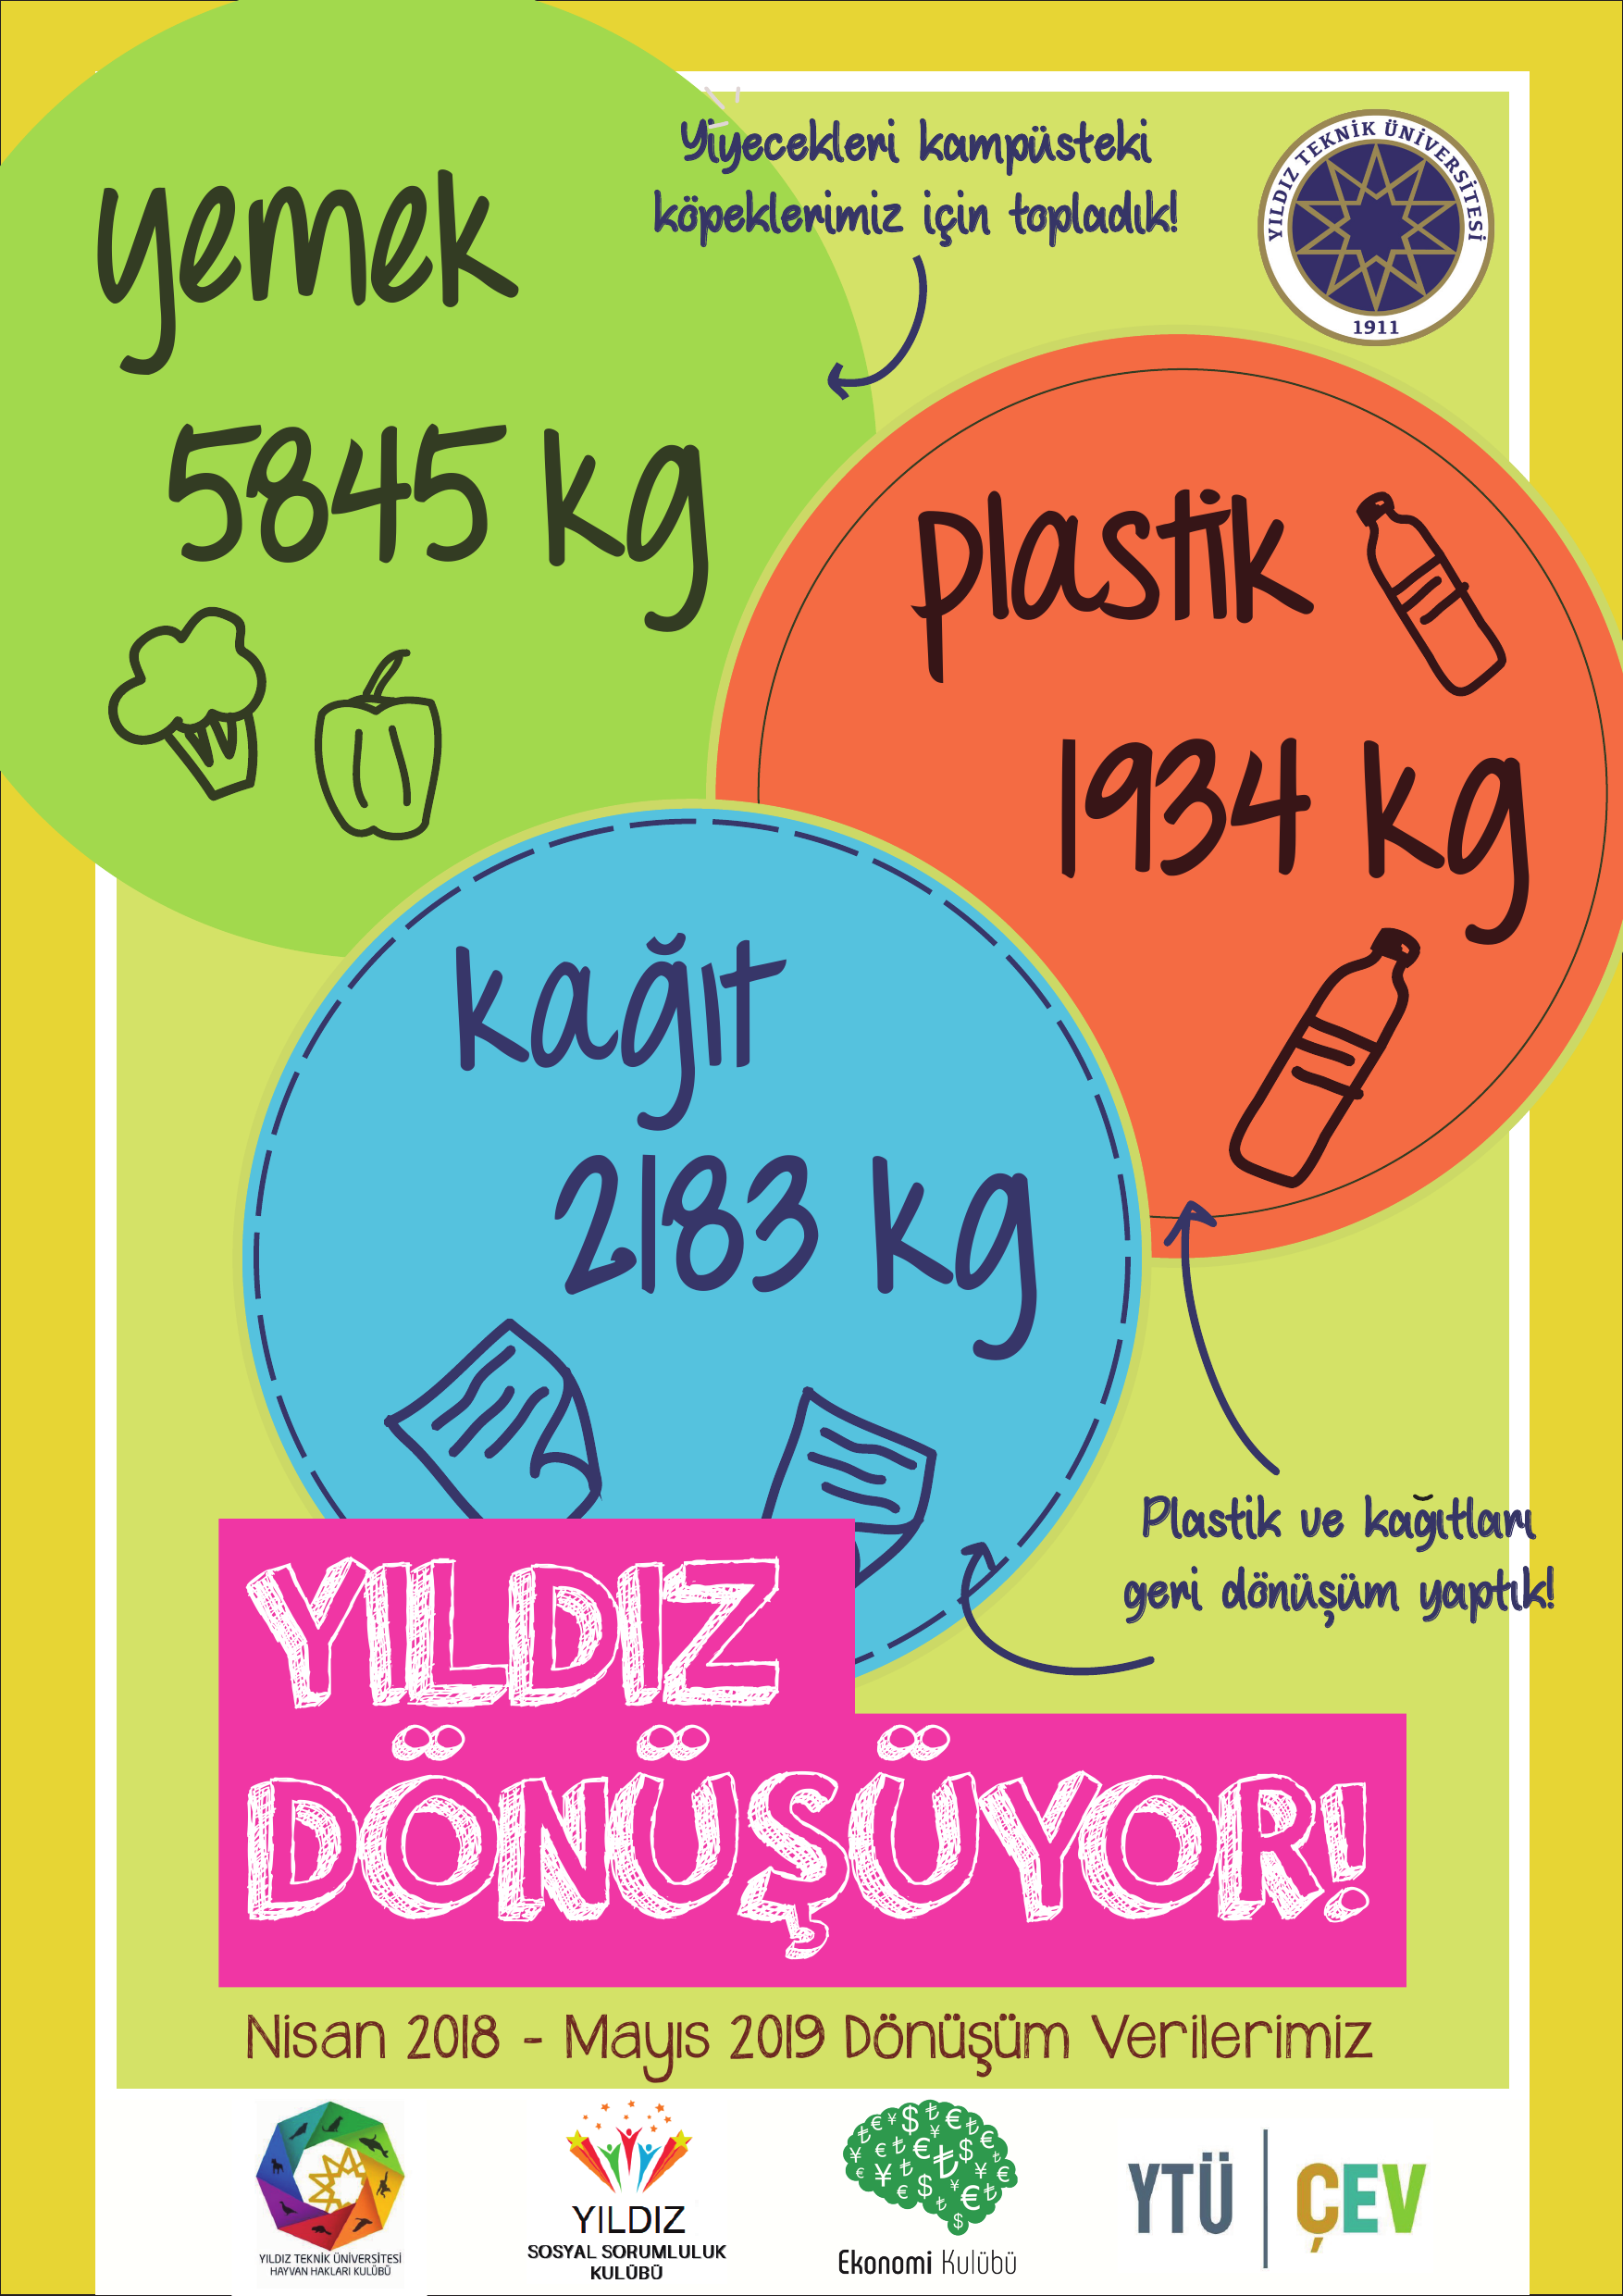 Yiyecekleri kampüsteki
köpeklerimiz için topladık!
YILDIZ TEKNİK ÜNİVERSİTESİ
1911
yemek
5845 kg
plastik
1934 kg
kağıt
2183 kg
Plastik ve kağıtları
geri dönüşüm yaptık!
YILDIZ
DÖNÜŞÜYOR!
Nisan 2018 - Mayıs 2019 Dönüşüm Verilerimiz
YILDIZ TEKNİK ÜNİVERSİTESİ
HAYVAN HAKLARI KULÜBÜ
YILDIZ
SOSYAL SORUMLULUK
KULÜBÜ
Ekonomi Kulübü
YTÜ | ÇEV